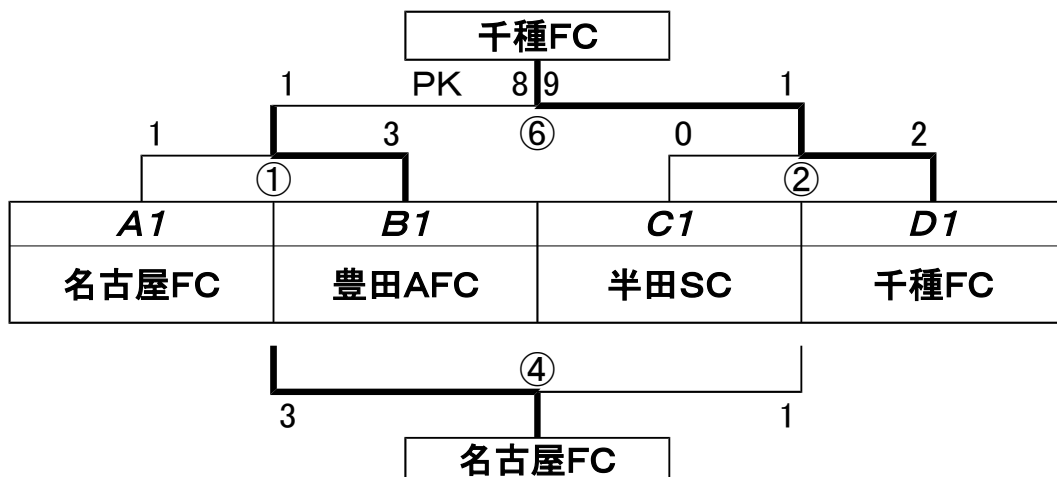 千種FC
1 PK 8 9 1
1 3 ⑥ 0 2
① ②
A1 B1 C1 D1
名古屋FC 豊田AFC 半田SC 千種FC
④
3 1
名古屋FC